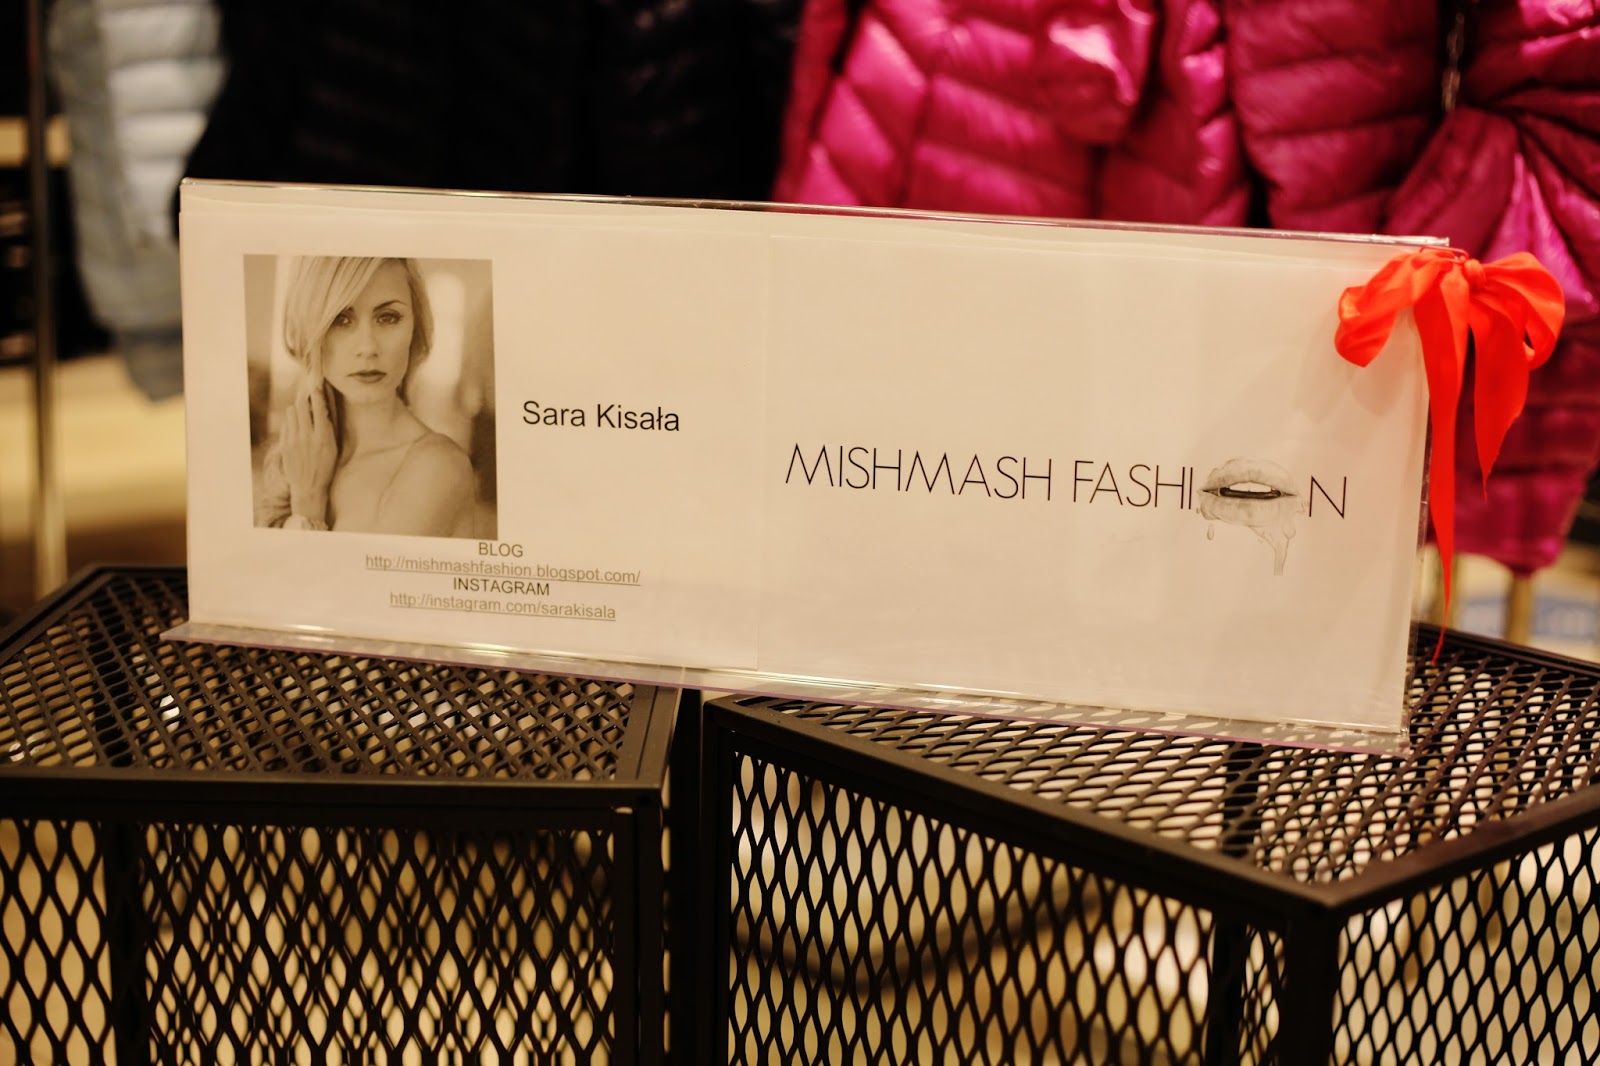 Sara Kisała
BLOG
http://mishmashfashion.blogspot.com/
INSTAGRAM
http://instagram.com/sarakisala
MISHMASH FASHION